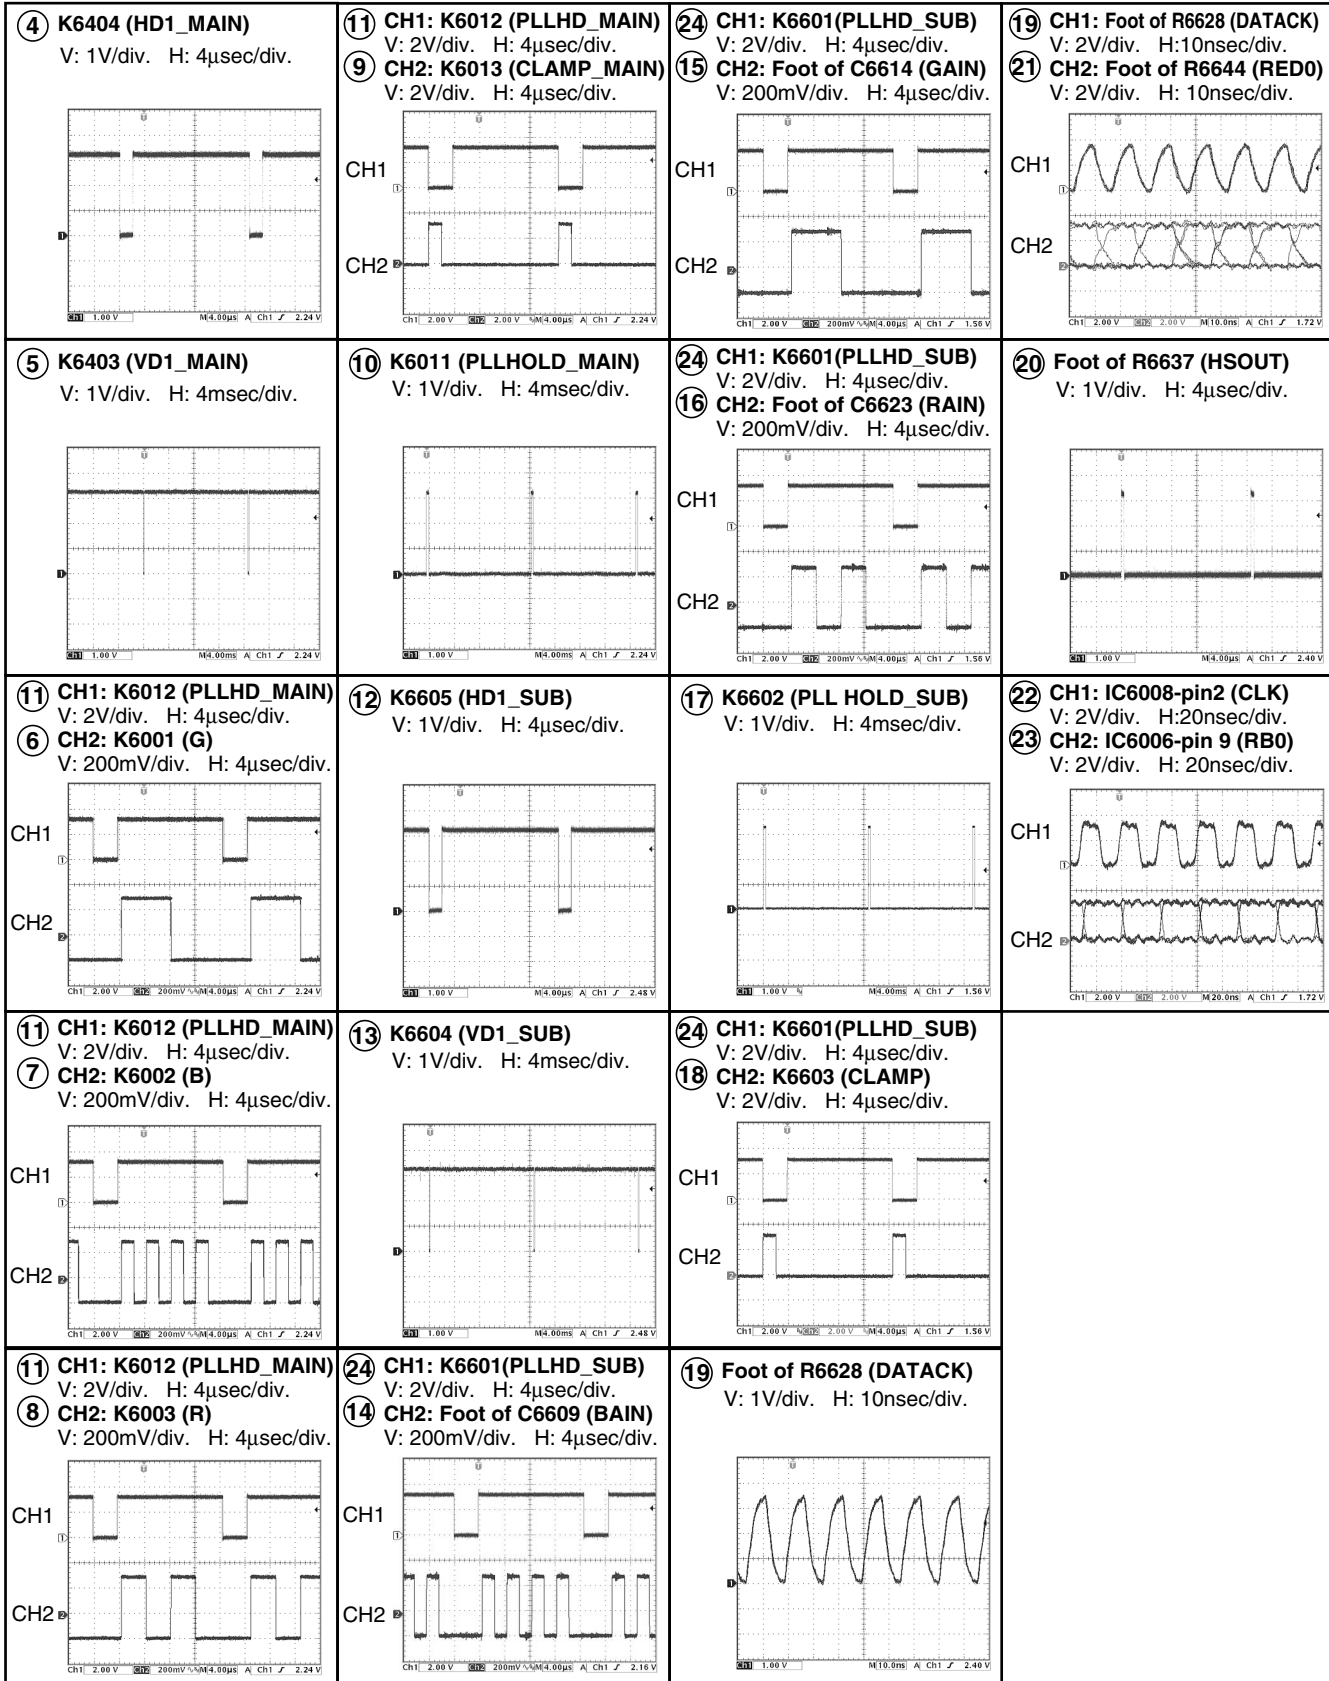 4 K6404 (HD1_MAIN)
V: 1V/div. H: 4μsec/div.
Ch1 1.00 V M 4.00μs A Ch1 2.24 V
11 CH1: K6012 (PLLHD_MAIN)
V: 2V/div. H: 4μsec/div.
9 CH2: K6013 (CLAMP_MAIN)
V: 2V/div. H: 4μsec/div.
CH1
CH2
Ch1 2.00 V Ch2 2.00 V M 4.00μs A Ch1 2.24 V
24 CH1: K6601(PLLHD_SUB)
V: 2V/div. H: 4μsec/div.
15 CH2: Foot of C6614 (GAIN)
V: 200mV/div. H: 4μsec/div.
CH1
CH2
Ch1 2.00 V Ch2 200mV M 4.00μs A Ch1 1.56 V
19 CH1: Foot of R6628 (DATACK)
V: 2V/div. H:10nsec/div.
21 CH2: Foot of R6644 (RED0)
V: 2V/div. H: 10nsec/div.
CH1
CH2
Ch1 2.00 V Ch2 2.00 V M 10.0ns A Ch1 1.72 V
5 K6403 (VD1_MAIN)
V: 1V/div. H: 4msec/div.
Ch1 1.00 V M 4.00ms A Ch1 2.24 V
10 K6011 (PLLHOLD_MAIN)
V: 1V/div. H: 4msec/div.
Ch1 1.00 V M 4.00ms A Ch1 2.24 V
24 CH1: K6601(PLLHD_SUB)
V: 2V/div. H: 4μsec/div.
16 CH2: Foot of C6623 (RAIN)
V: 200mV/div. H: 4μsec/div.
CH1
CH2
Ch1 2.00 V Ch2 200mV M 4.00μs A Ch1 1.56 V
20 Foot of R6637 (HSOUT)
V: 1V/div. H: 4μsec/div.
Ch1 1.00 V M 4.00μs A Ch1 2.40 V
11 CH1: K6012 (PLLHD_MAIN)
V: 2V/div. H: 4μsec/div.
6 CH2: K6001 (G)
V: 200mV/div. H: 4μsec/div.
CH1
CH2
Ch1 2.00 V Ch2 200mV M 4.00μs A Ch1 2.24 V
12 K6605 (HD1_SUB)
V: 1V/div. H: 4μsec/div.
Ch1 1.00 V M 4.00μs A Ch1 2.48 V
17 K6602 (PLL HOLD_SUB)
V: 1V/div. H: 4msec/div.
Ch1 1.00 V M 4.00ms A Ch1 1.56 V
22 CH1: IC6008-pin2 (CLK)
V: 2V/div. H:20nsec/div.
23 CH2: IC6006-pin 9 (RB0)
V: 2V/div. H: 20nsec/div.
CH1
CH2
Ch1 2.00 V Ch2 2.00 V M 20.0ns A Ch1 1.72 V
11 CH1: K6012 (PLLHD_MAIN)
V: 2V/div. H: 4μsec/div.
7 CH2: K6002 (B)
V: 200mV/div. H: 4μsec/div.
CH1
CH2
Ch1 2.00 V Ch2 200mV M 4.00μs A Ch1 2.24 V
13 K6604 (VD1_SUB)
V: 1V/div. H: 4msec/div.
Ch1 1.00 V M 4.00ms A Ch1 2.48 V
24 CH1: K6601(PLLHD_SUB)
V: 2V/div. H: 4μsec/div.
18 CH2: K6603 (CLAMP)
V: 2V/div. H: 4μsec/div.
CH1
CH2
Ch1 2.00 V Ch2 2.00 V M 4.00μs A Ch1 1.56 V
11 CH1: K6012 (PLLHD_MAIN)
V: 2V/div. H: 4μsec/div.
8 CH2: K6003 (R)
V: 200mV/div. H: 4μsec/div.
CH1
CH2
Ch1 2.00 V Ch2 200mV M 4.00μs A Ch1 2.24 V
24 CH1: K6601(PLLHD_SUB)
V: 2V/div. H: 4μsec/div.
14 CH2: Foot of C6609 (BAIN)
V: 200mV/div. H: 4μsec/div.
CH1
CH2
Ch1 2.00 V Ch2 200mV M 4.00μs A Ch1 2.16 V
19 Foot of R6628 (DATACK)
V: 1V/div. H: 10nsec/div.
Ch1 1.00 V M 10.0ns A Ch1 2.40 V